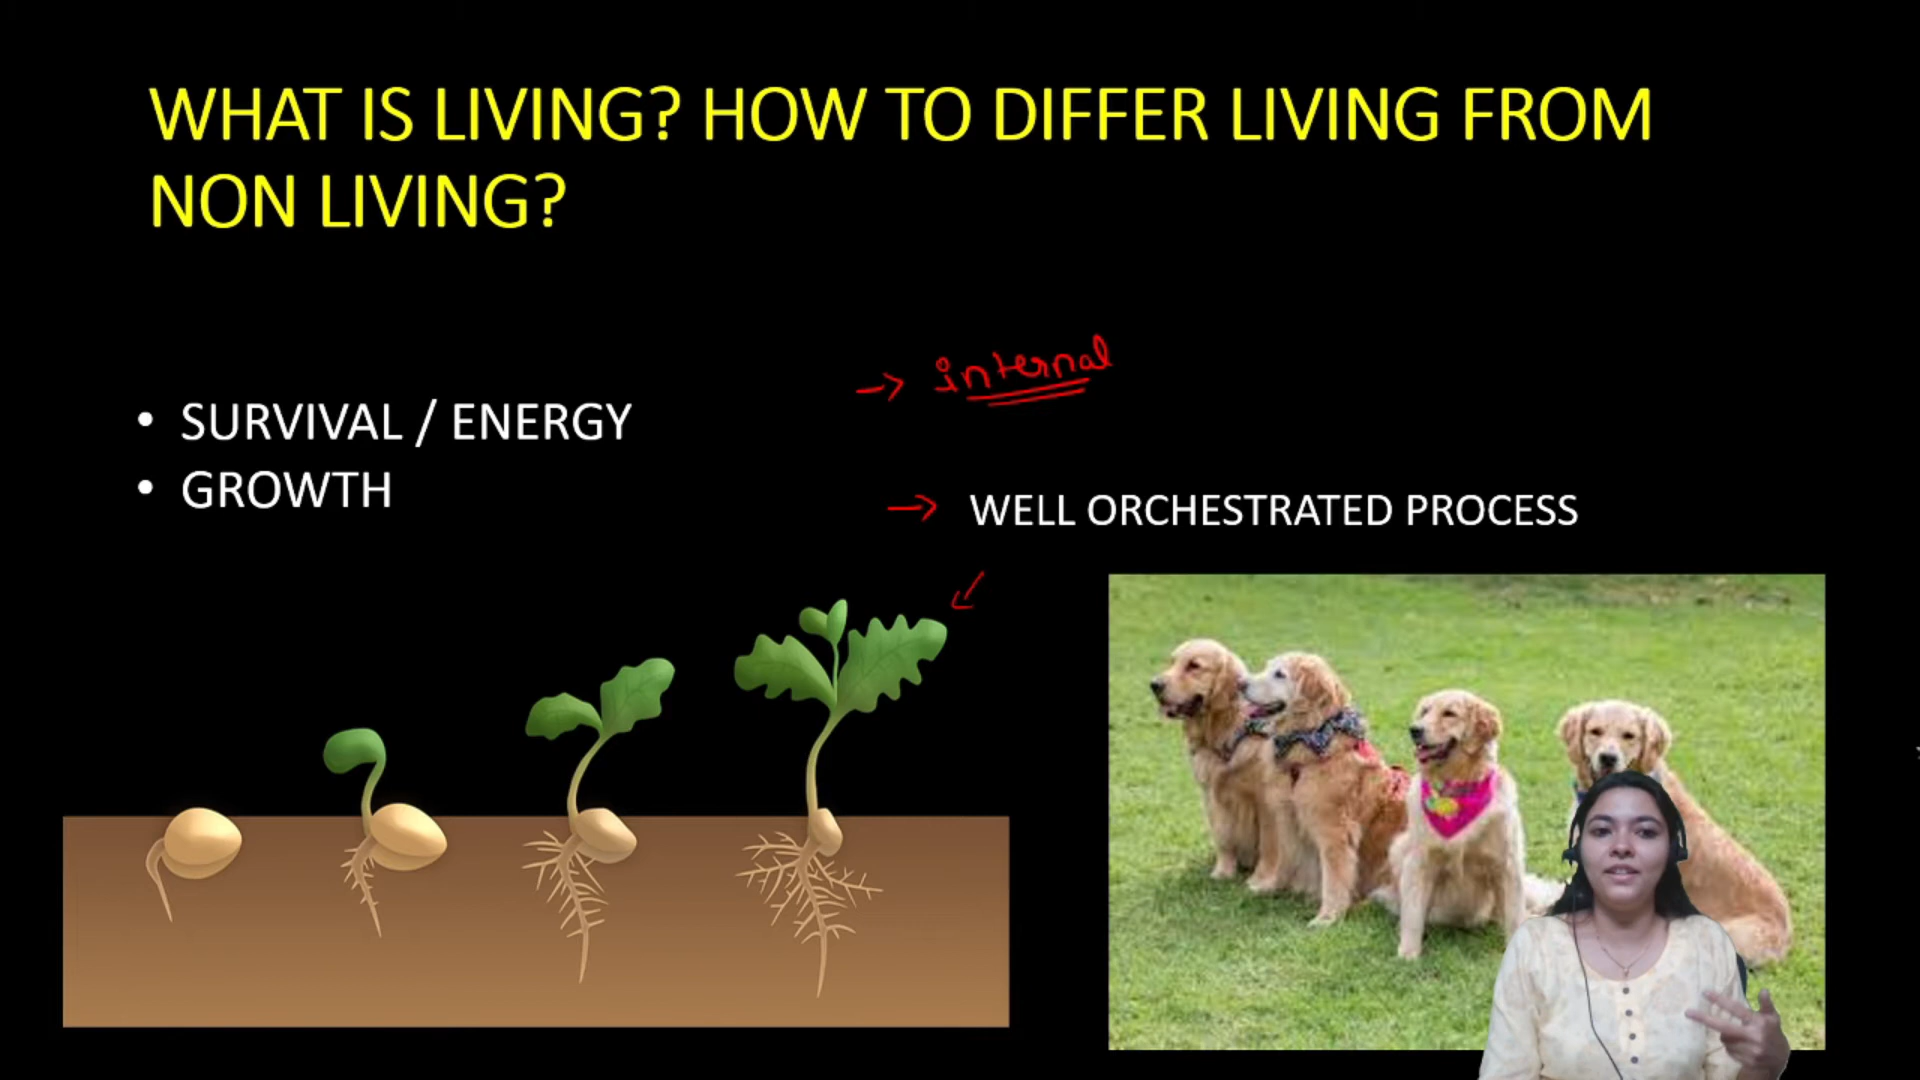 WHAT IS LIVING? HOW TO DIFFER LIVING FROM
NON LIVING?
→ internal
• SURVIVAL / ENERGY
• GROWTH
→ WELL ORCHESTRATED PROCESS